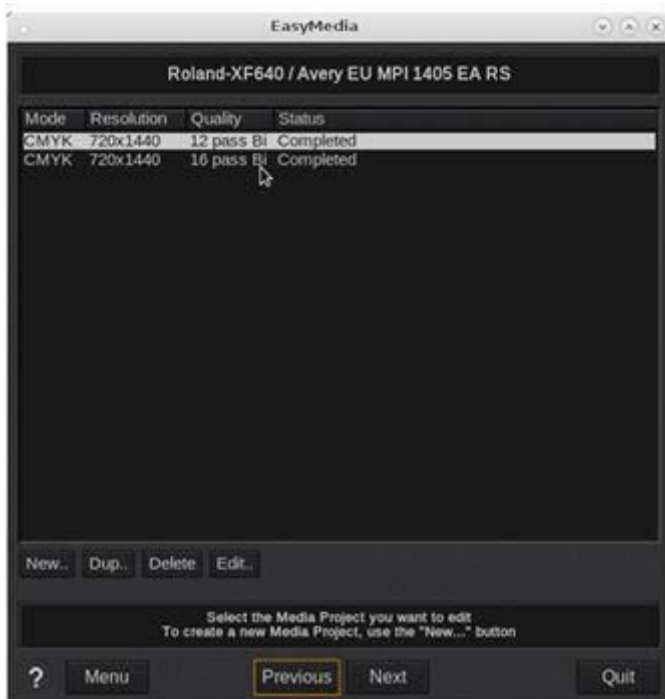 EasyMedia
Roland-XF640 / Avery EU MPI 1405 EA RS
Mode Resolution Quality Status
CMYK 720x1440 12 pass Bi Completed
CMYK 720x1440 16 pass Bi Completed
New.. Dup.. Delete Edit..
Select the Media Project you want to edit
To create a new Media Project, use the "New..." button
? Menu Previous Next Quit